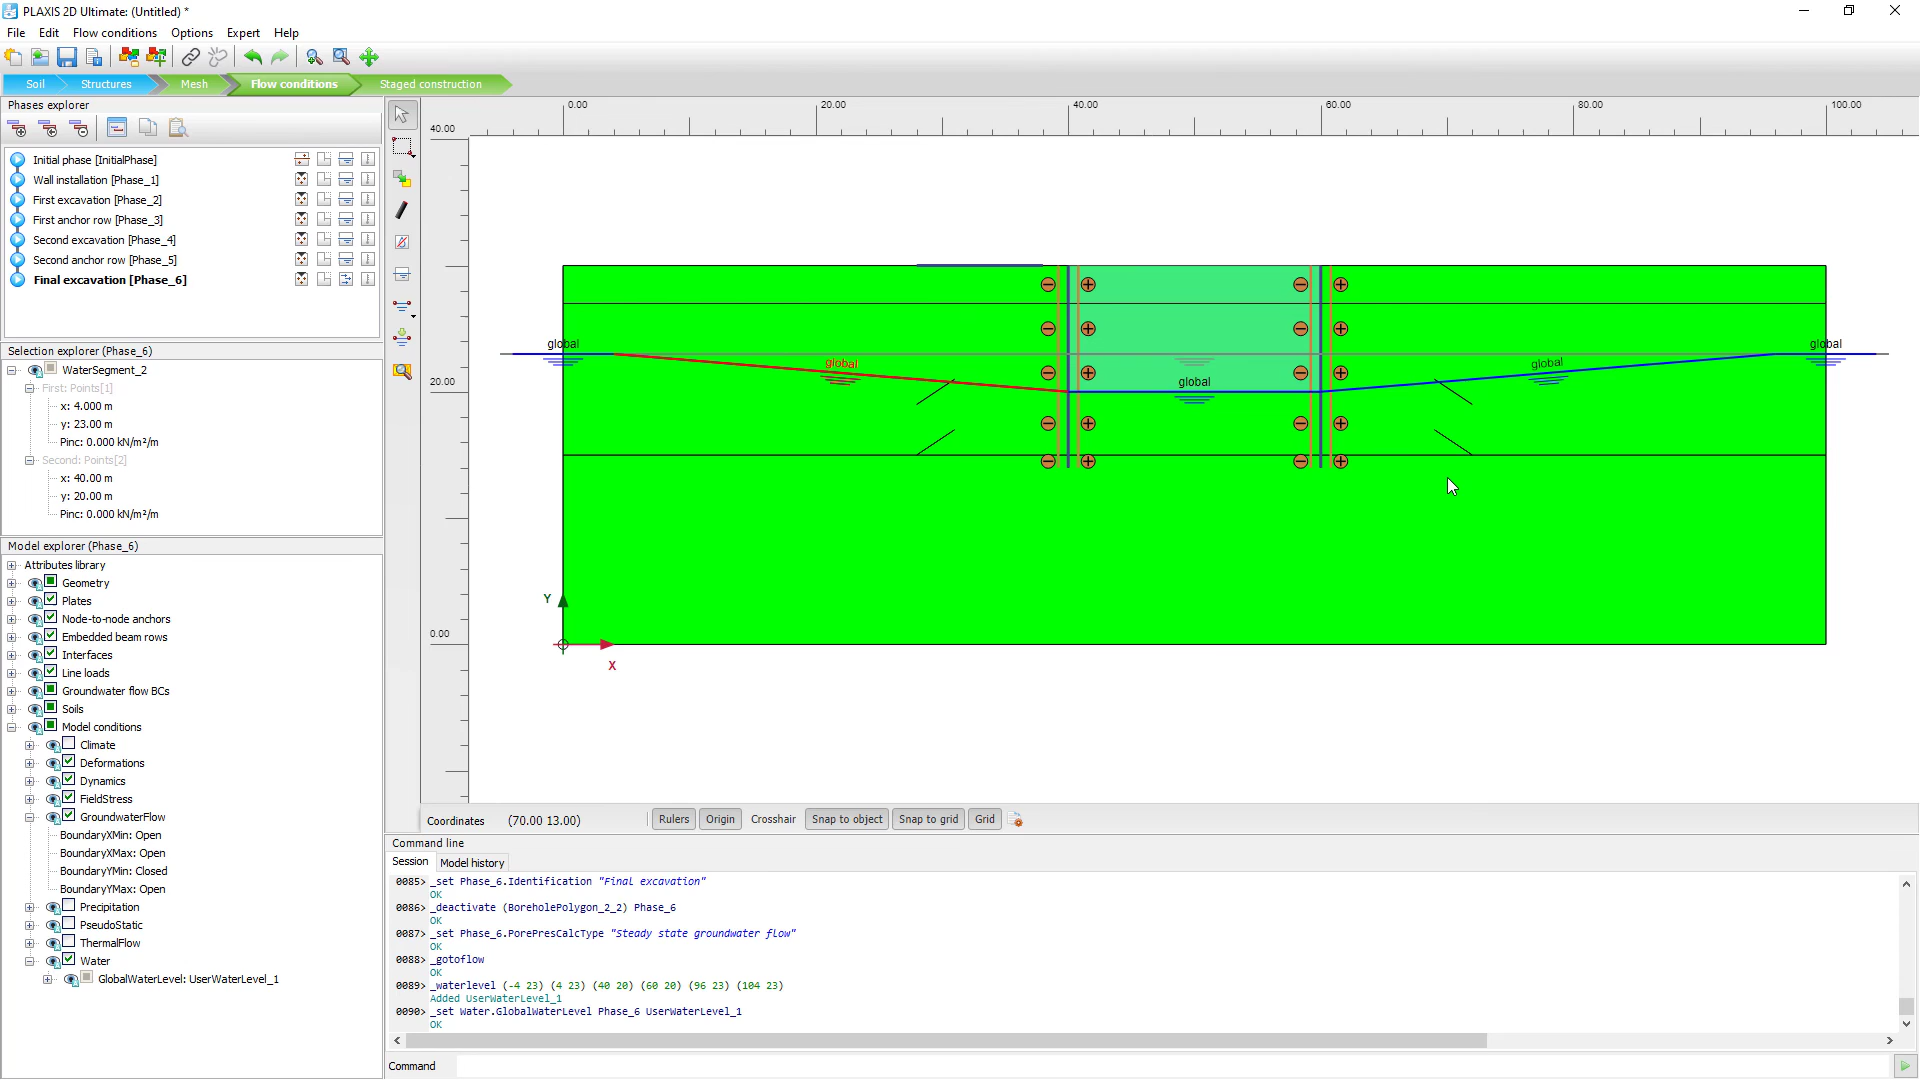 PLAXIS 2D Ultimate: (Untitled) *
File Edit Flow conditions Options Expert Help
Soil Structures Mesh Flow conditions Staged construction
Phases explorer
Initial phase [InitialPhase]
Wall installation [Phase_1]
First excavation [Phase_2]
First anchor row [Phase_3]
Second excavation [Phase_4]
Second anchor row [Phase_5]
Final excavation [Phase_6]
Selection explorer (Phase_6)
WaterSegment_2
First: Points[1]
x: 4.000 m
y: 23.00 m
Pinc: 0.000 kN/m²/m
Second: Points[2]
x: 40.00 m
y: 20.00 m
Pinc: 0.000 kN/m²/m
Model explorer (Phase_6)
Attributes library
Geometry
Plates
Node-to-node anchors
Embedded beam rows
Interfaces
Line loads
Groundwater flow BCs
Soils
Model conditions
Climate
Deformations
Dynamics
FieldStress
GroundwaterFlow
BoundaryXMin: Open
BoundaryXMax: Open
BoundaryYMin: Closed
BoundaryYMax: Open
Precipitation
PseudoStatic
ThermalFlow
Water
GlobalWaterLevel: UserWaterLevel_1
0.00 20.00 40.00 60.00 80.00 100.00
40.00
global global
global global
20.00 global
0.00
Y
X
Coordinates (70.00 13.00) Rulers Origin Crosshair Snap to object Snap to grid Grid
Command line
Session Model history
0085> _set Phase_6.Identification "Final excavation"
OK
0086> _deactivate (BoreholePolygon_2_2) Phase_6
OK
0087> _set Phase_6.PorePresCalcType "Steady state groundwater flow"
OK
0088> _gotoflow
OK
0089> _waterlevel (-4 23) (4 23) (40 20) (60 20) (96 23) (104 23)
Added UserWaterLevel_1
0090> _set Water.GlobalWaterLevel Phase_6 UserWaterLevel_1
OK
Command